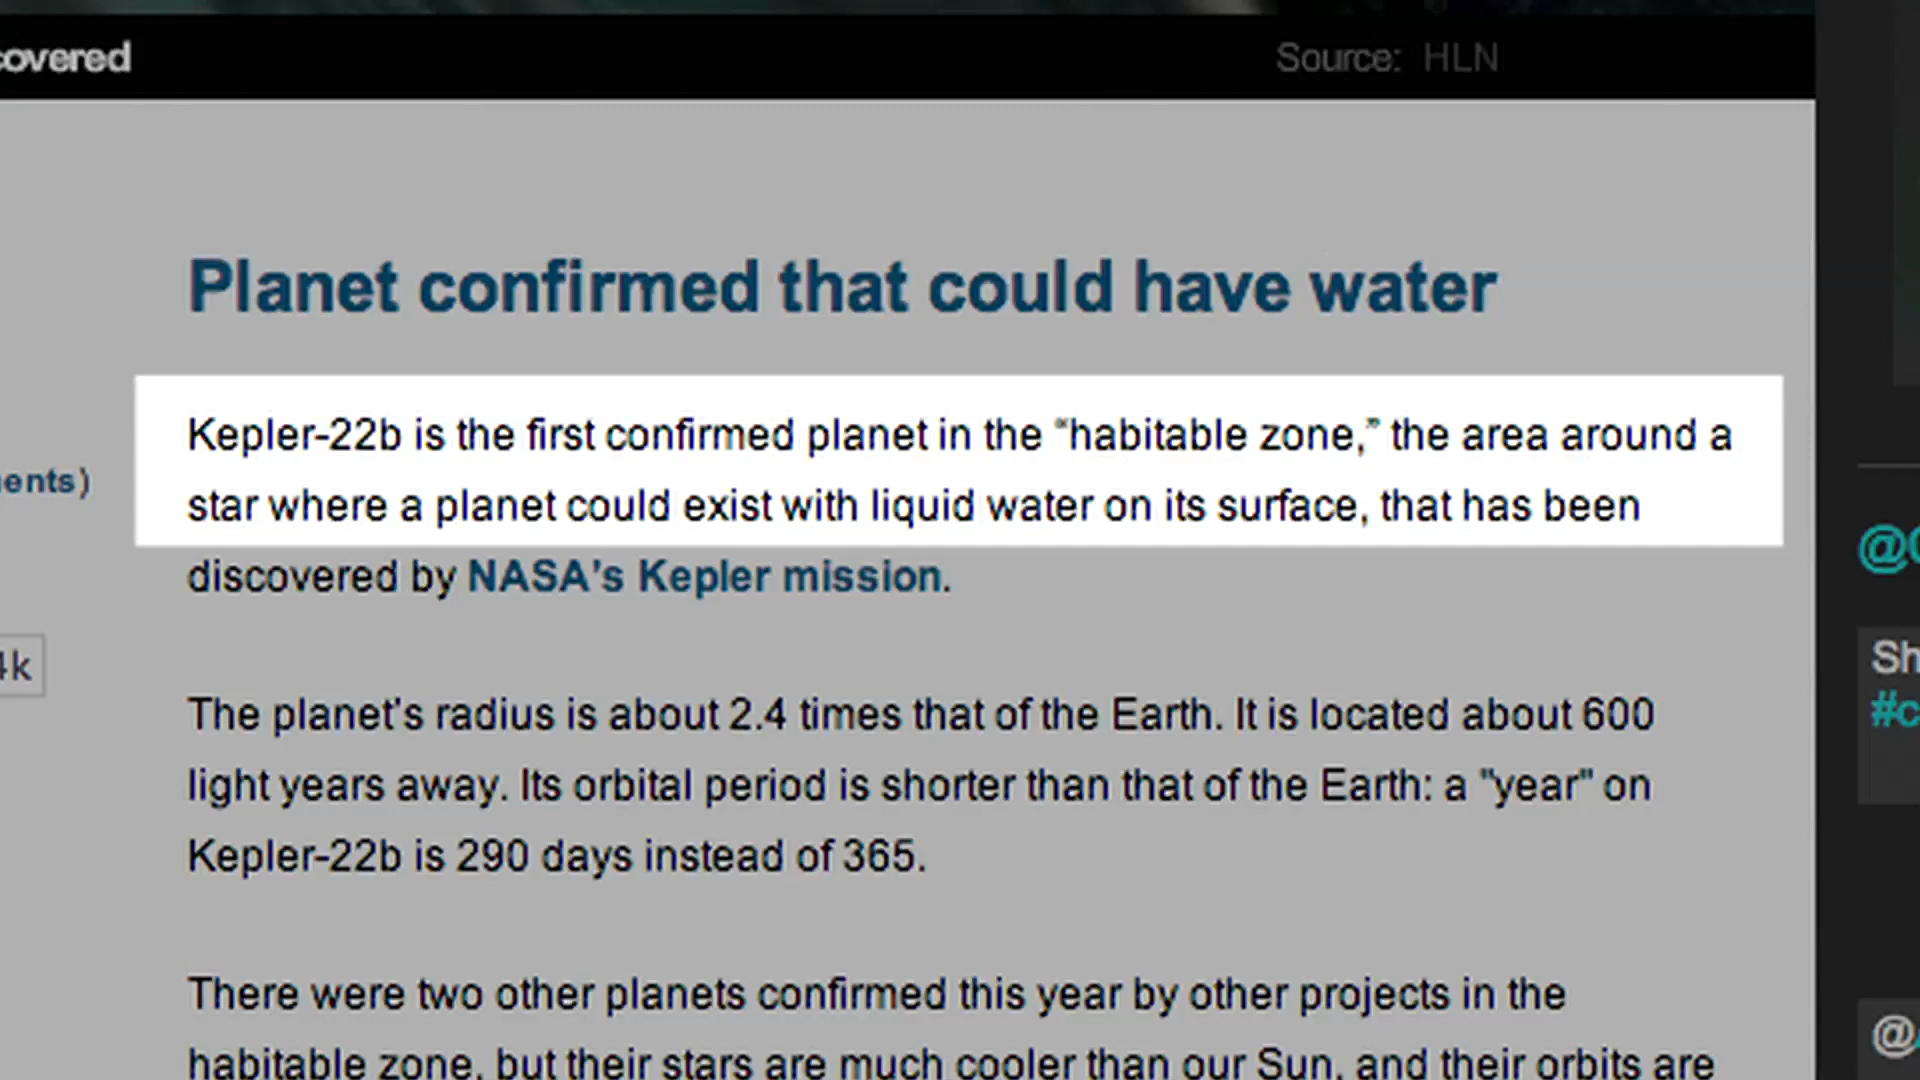 Source: HLN
Planet confirmed that could have water
Kepler-22b is the first confirmed planet in the “habitable zone,” the area around a
star where a planet could exist with liquid water on its surface, that has been
discovered by NASA's Kepler mission.
The planet's radius is about 2.4 times that of the Earth. It is located about 600
light years away. Its orbital period is shorter than that of the Earth: a "year" on
Kepler-22b is 290 days instead of 365.
There were two other planets confirmed this year by other projects in the
habitable zone, but their stars are much cooler than our Sun, and their orbits are